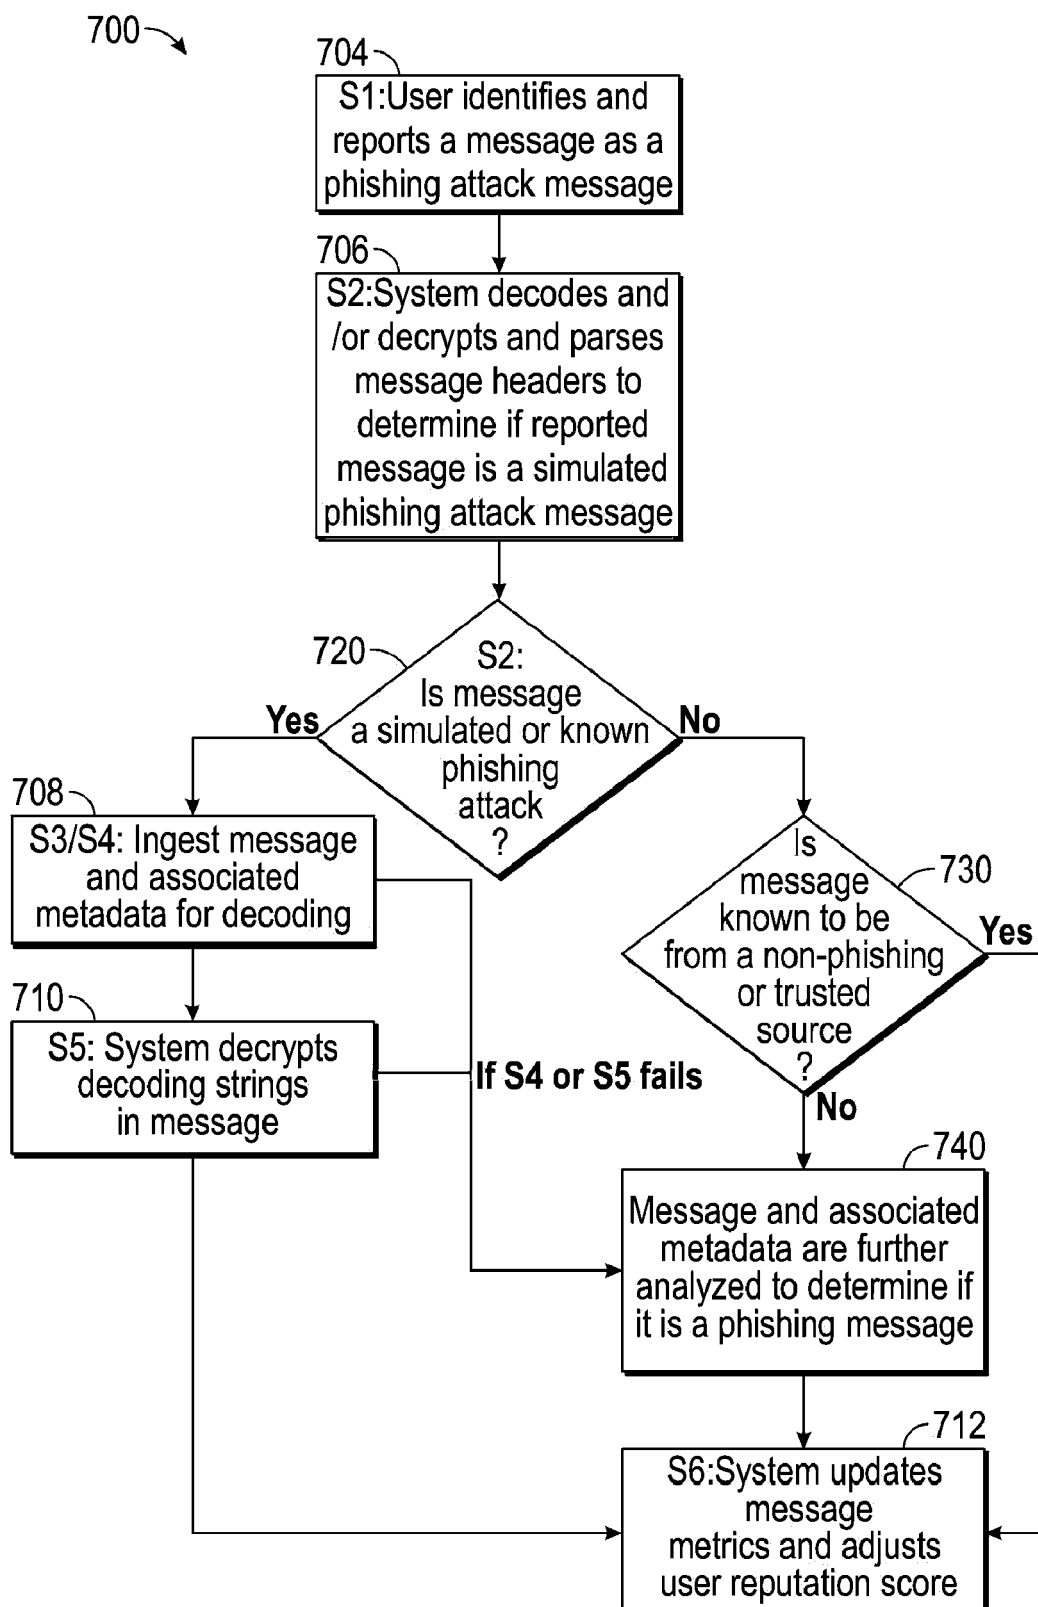 700
704
S1:User identifies and
reports a message as a
phishing attack message
706
S2:System decodes and
/or decrypts and parses
message headers to
determine if reported
message is a simulated
phishing attack message
720
S2:
Is message
a simulated or known
phishing
attack
?
Yes
No
708
S3/S4: Ingest message
and associated
metadata for decoding
Is
message
known to be
from a non-phishing
or trusted
source
?
730
Yes
710
S5: System decrypts
decoding strings
in message
If S4 or S5 fails
No
740
Message and associated
metadata are further
analyzed to determine if
it is a phishing message
712
S6:System updates
message
metrics and adjusts
user reputation score